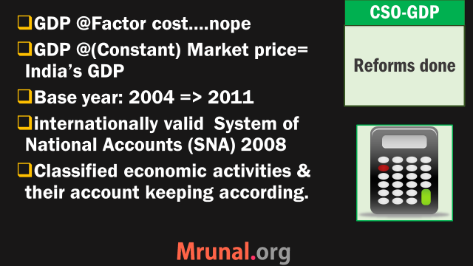 GDP @Factor cost....nope
GDP @(Constant) Market price=
India's GDP
Base year: 2004 => 2011
internationally valid System of
National Accounts (SNA) 2008
Classified economic activities &
their account keeping according.
CSO-GDP
Reforms done
Mrunal.org